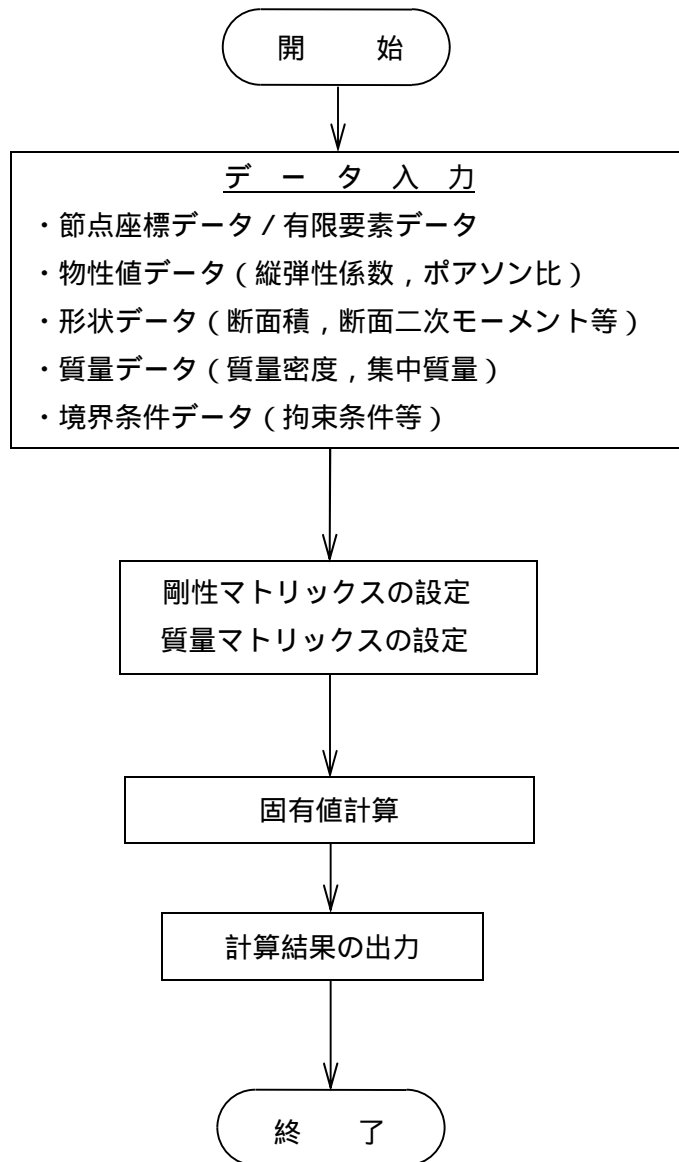 開　始
データ入力
・節点座標データ / 有限要素データ
・物性値データ ( 縦弾性係数 , ポアソン比 )
・形状データ ( 断面積 , 断面二次モーメント等 )
・質量データ ( 質量密度 , 集中質量 )
・境界条件データ ( 拘束条件等 )
剛性マトリックスの設定
質量マトリックスの設定
固有値計算
計算結果の出力
終　了